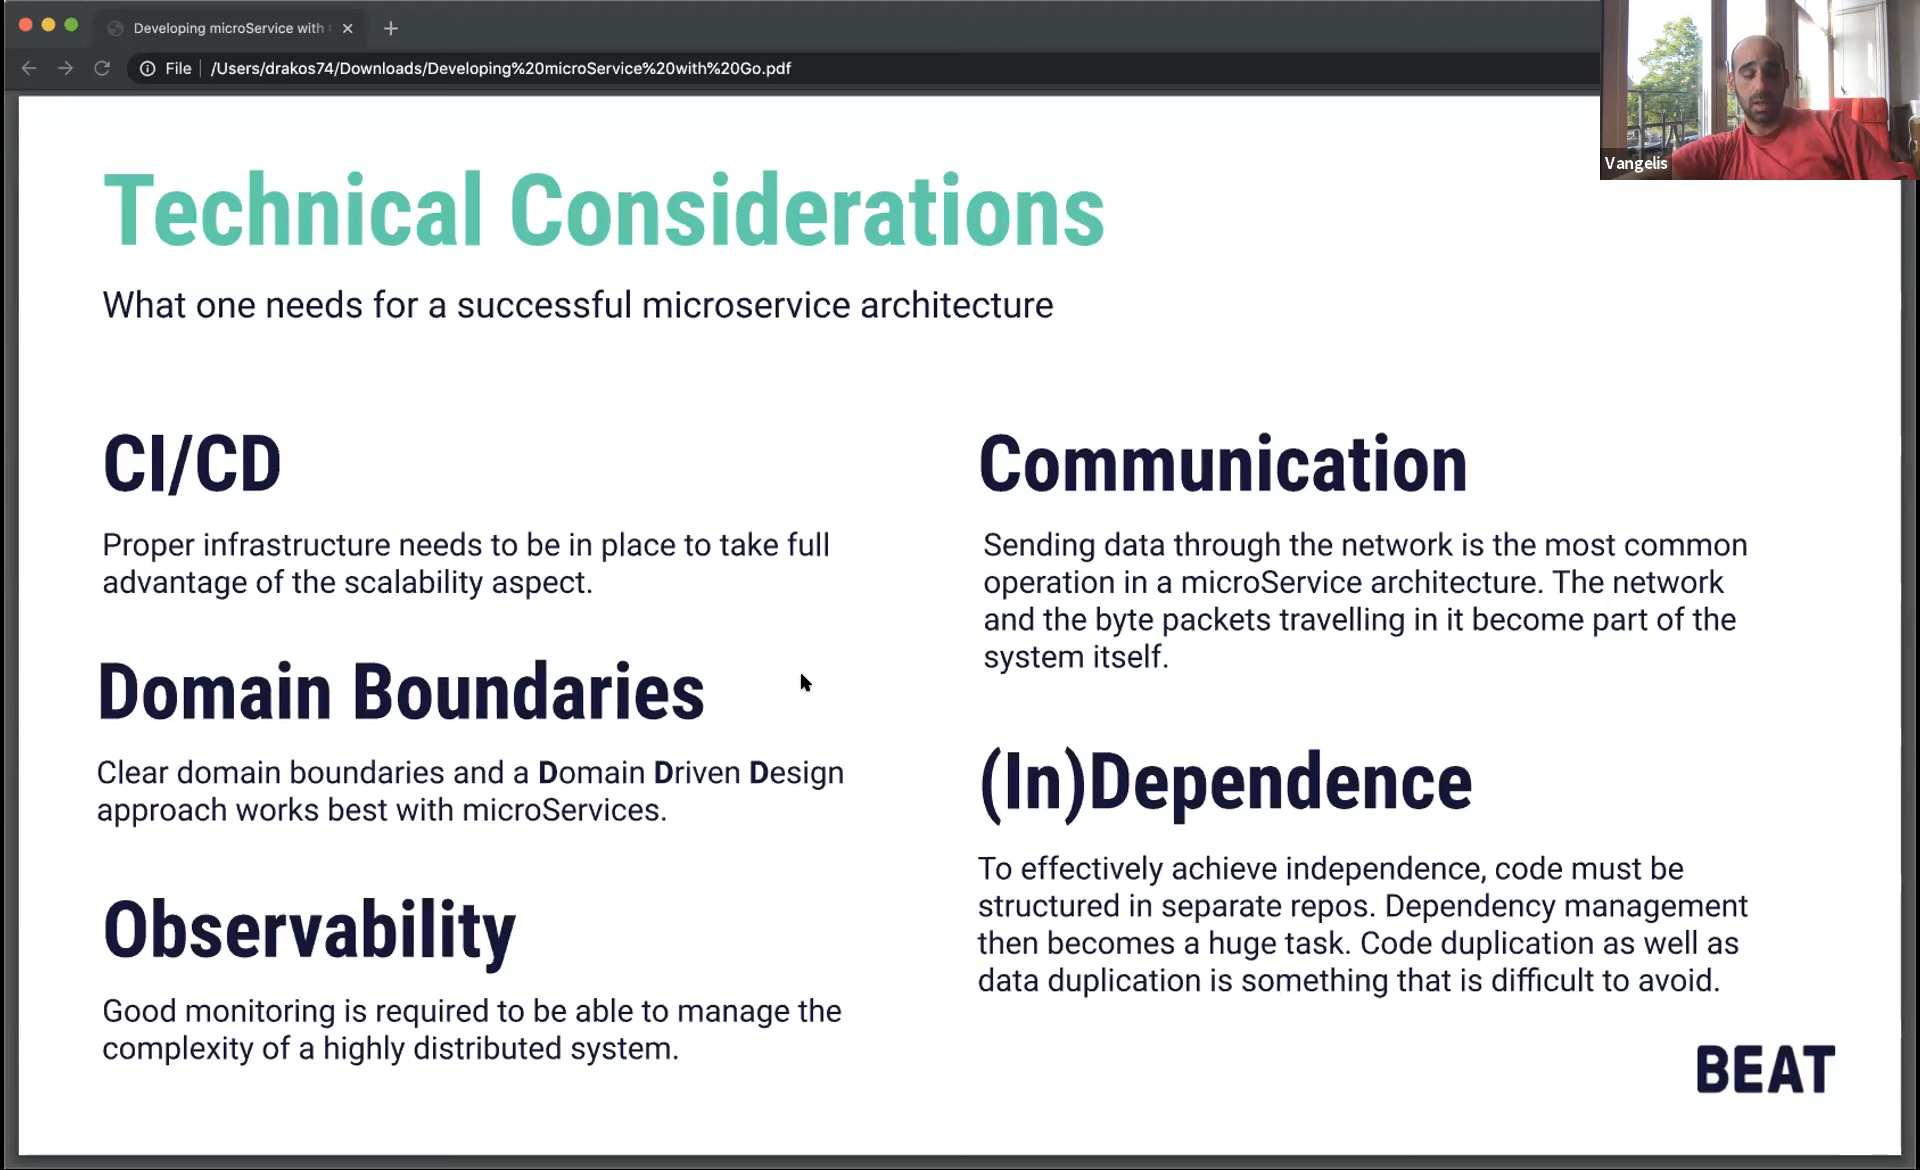 Developing microService with
File
/Users/drakos74/Downloads/Developing%20microService%20with%20Go.pdf
Vangelis
Technical Considerations
What one needs for a successful microservice architecture
CI/CD
Proper infrastructure needs to be in place to take full
advantage of the scalability aspect.
Domain Boundaries
Clear domain boundaries and a Domain Driven Design
approach works best with microServices.
Observability
Good monitoring is required to be able to manage the
complexity of a highly distributed system.
Communication
Sending data through the network is the most common
operation in a microService architecture. The network
and the byte packets travelling in it become part of the
system itself.
(In)Dependence
To effectively achieve independence, code must be
structured in separate repos. Dependency management
then becomes a huge task. Code duplication as well as
data duplication is something that is difficult to avoid.
BEAT